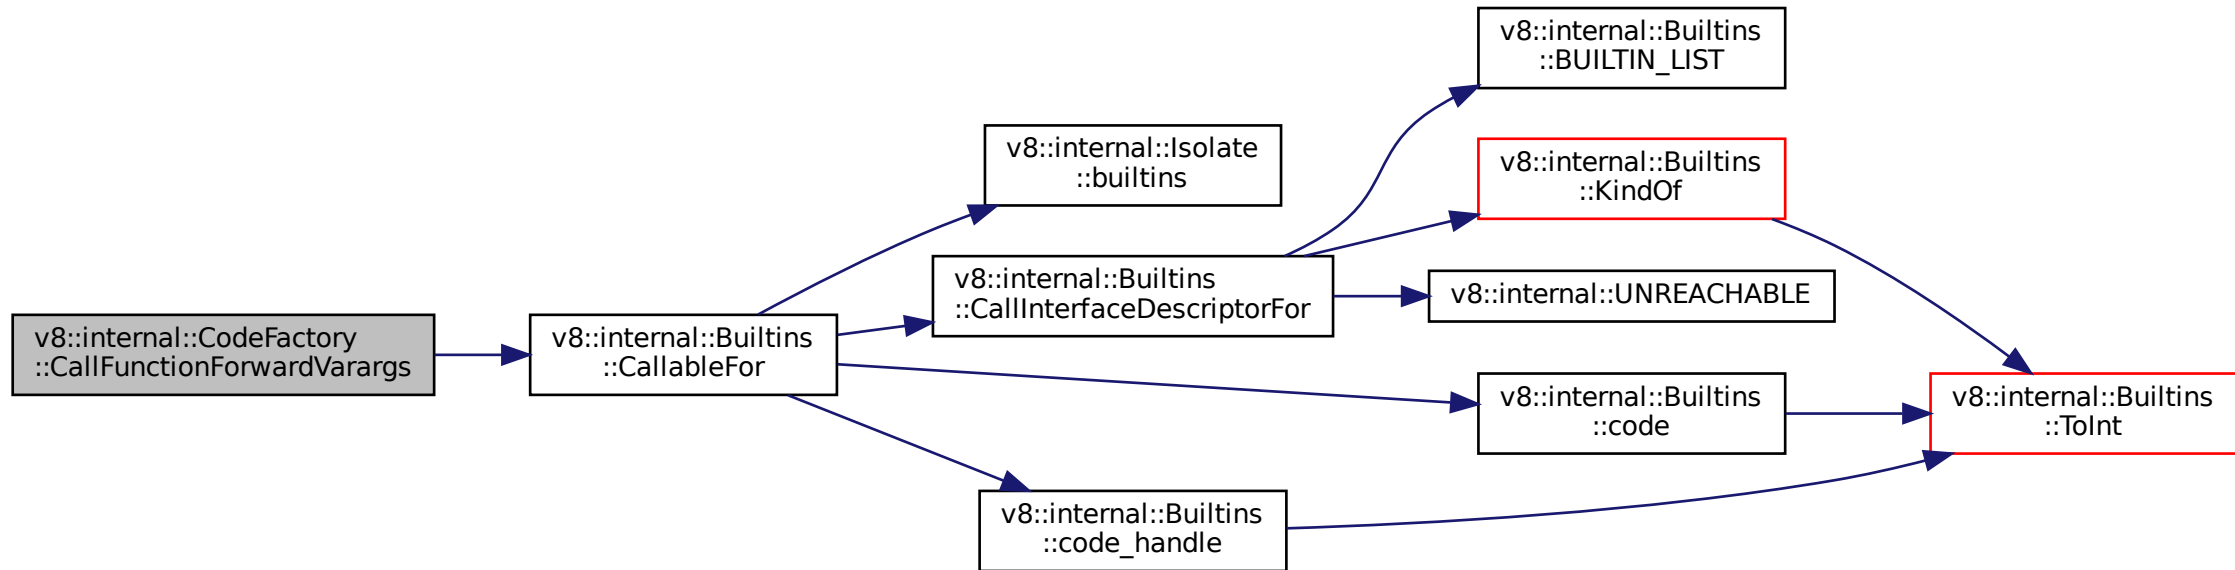 v8::internal::CodeFactory
::CallFunctionForwardVarargs
v8::internal::Builtins
::CallableFor
v8::internal::Isolate
::builtins
v8::internal::Builtins
::CallInterfaceDescriptorFor
v8::internal::Builtins
::code_handle
v8::internal::Builtins
::BUILTIN_LIST
v8::internal::Builtins
::KindOf
v8::internal::UNREACHABLE
v8::internal::Builtins
::code
v8::internal::Builtins
::ToInt